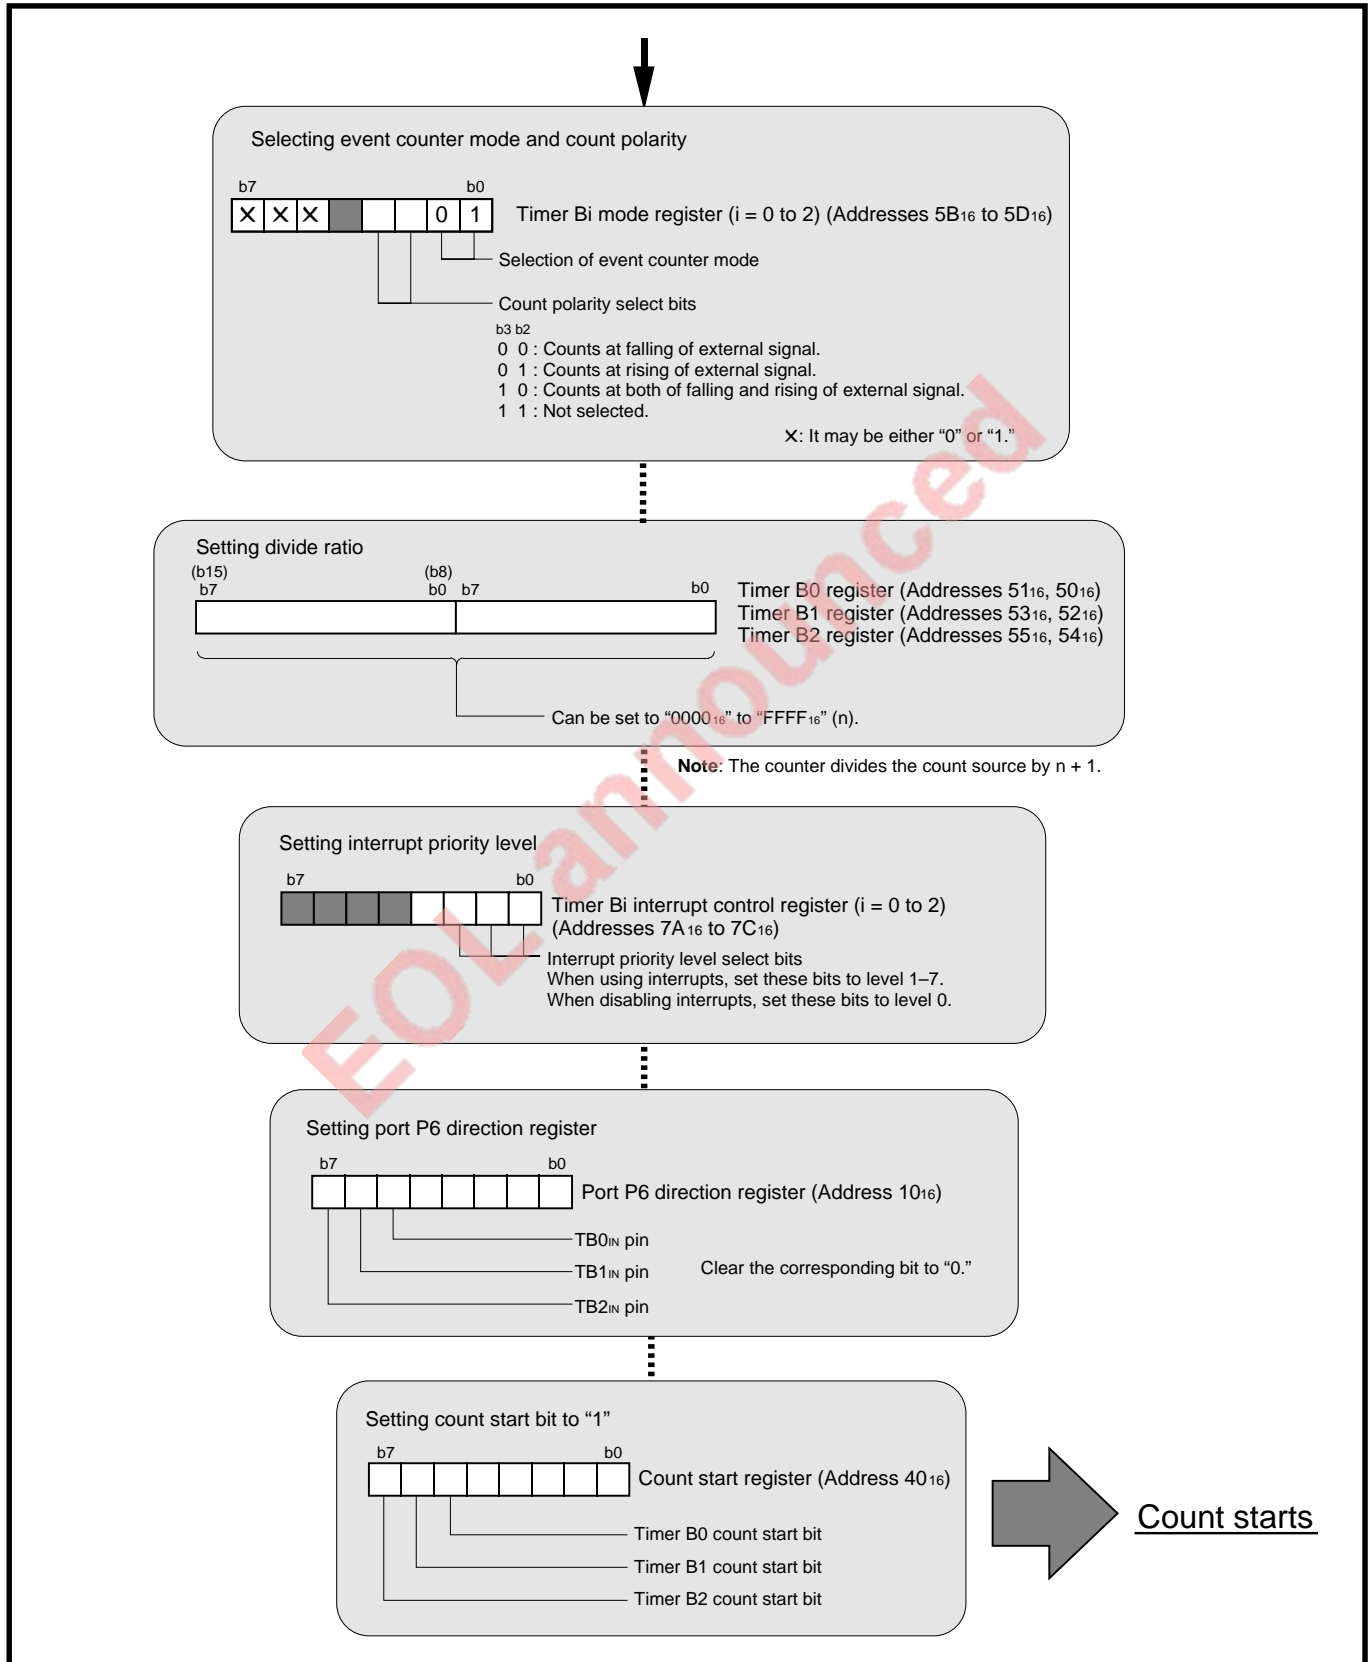 Selecting event counter mode and count polarity
b7 b0
✕ ✕ ✕ 0 1 Timer Bi mode register (i = 0 to 2) (Addresses 5B16 to 5D16)
Selection of event counter mode
Count polarity select bits
b3 b2
0 0 : Counts at falling of external signal.
0 1 : Counts at rising of external signal.
1 0 : Counts at both of falling and rising of external signal.
1 1 : Not selected.
✕: It may be either “0” or “1.”
Setting divide ratio
(b15) (b8)
b7 b0 b7 b0
Timer B0 register (Addresses 5116, 5016)
Timer B1 register (Addresses 5316, 5216)
Timer B2 register (Addresses 5516, 5416)
Can be set to “000016” to “FFFF16” (n).
Note: The counter divides the count source by n + 1.
Setting interrupt priority level
b7 b0
Timer Bi interrupt control register (i = 0 to 2)
(Addresses 7A16 to 7C16)
Interrupt priority level select bits
When using interrupts, set these bits to level 1–7.
When disabling interrupts, set these bits to level 0.
Setting port P6 direction register
b7 b0
Port P6 direction register (Address 1016)
TB0IN pin
TB1IN pin Clear the corresponding bit to “0.”
TB2IN pin
Setting count start bit to “1”
b7 b0
Count start register (Address 4016)
Timer B0 count start bit
Timer B1 count start bit
Timer B2 count start bit
Count starts
EOL announced